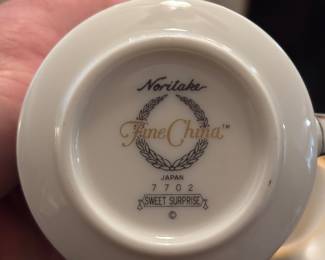 Noritake
Fine China™
JAPAN
7702
SWEET SURPRISE
©